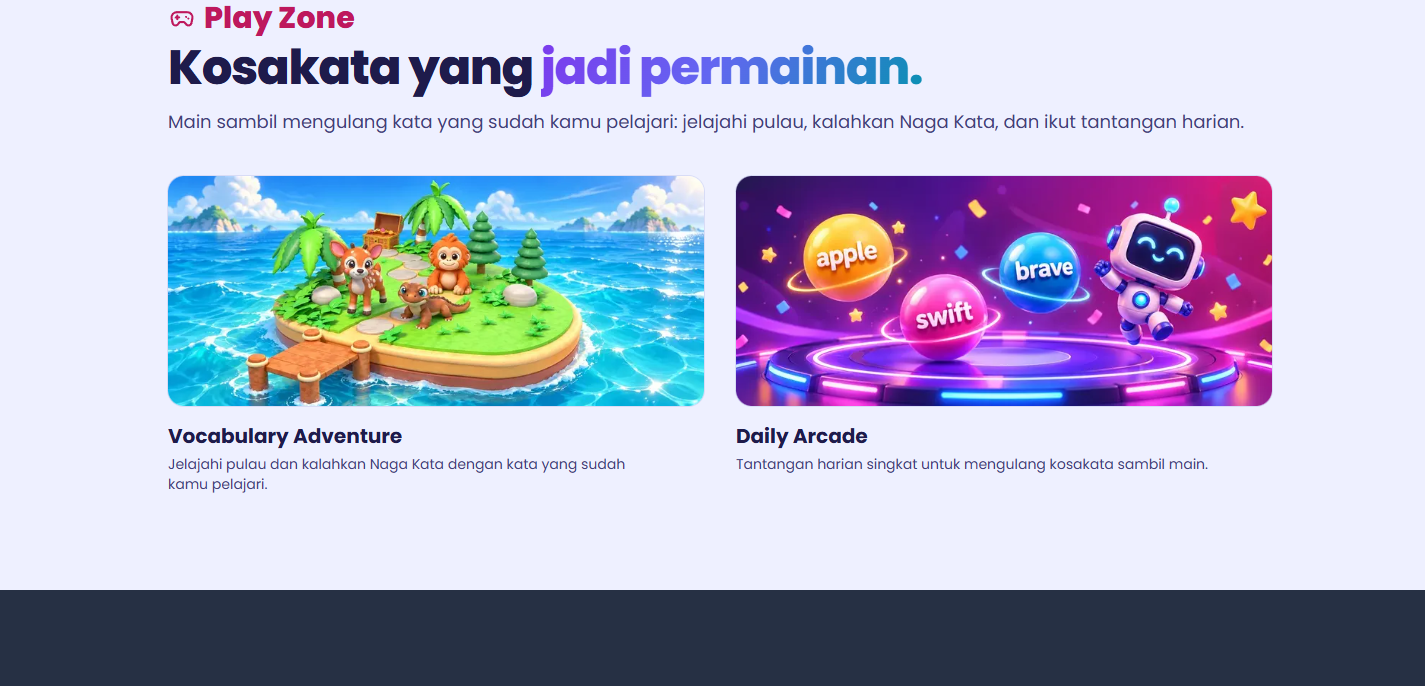 Play Zone
Kosakata yang jadi permainan.
Main sambil mengulang kata yang sudah kamu pelajari: jelajahi pulau, kalahkan Naga Kata, dan ikut tantangan harian.
apple
swift
brave
Vocabulary Adventure
Jelajahi pulau dan kalahkan Naga Kata dengan kata yang sudah
kamu pelajari.
Daily Arcade
Tantangan harian singkat untuk mengulang kosakata sambil main.